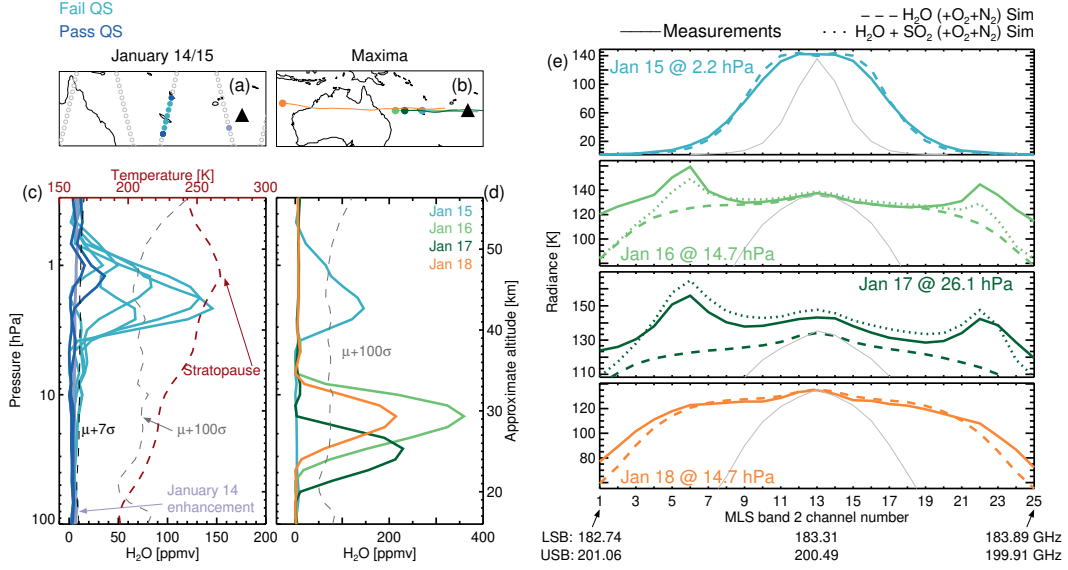 Fail QS
Pass QS
January 14/15
Maxima
(a)
(b)
Temperature [K]
160 200 250 300
(c)
(d)
Jan 15
Jan 16
Jan 17
Jan 18
Pressure [hPa]
1
10
100
μ+7σ
μ+100σ
Stratopause
January 14
enhancement
0 50 100 150 200
H2O [ppmv]
μ+100σ
0 200 400
H2O [ppmv]
Approximate altitude [km]
50
40
30
20
Measurements
H2O (+O2+N2) Sim
H2O + SO2 (+O2+N2) Sim
(e)
Radiance [K]
Jan 15 @ 2.2 hPa
140
120
100
80
60
40
20
Jan 16 @ 14.7 hPa
140
120
100
80
Jan 17 @ 26.1 hPa
170
150
130
110
Jan 18 @ 14.7 hPa
120
100
80
60
1 3 5 7 9 11 13 15 17 19 21 23 25
MLS band 2 channel number
LSB: 182.74 183.31 183.89 GHz
USB: 201.06 200.49 199.91 GHz